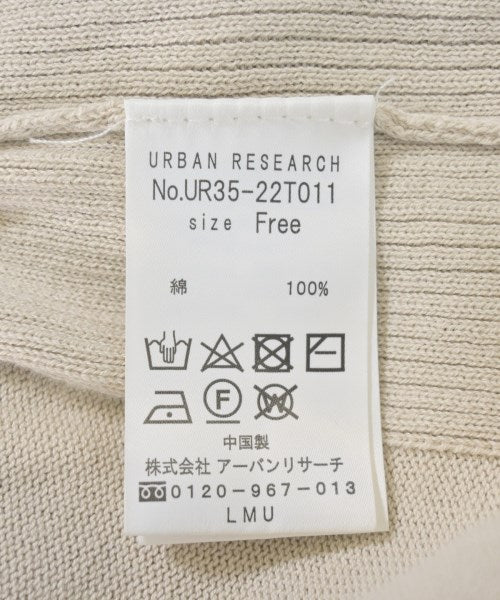 URBAN RESEARCH
No.UR35-22T011
size Free
綿 100%
F W
中国製
株式会社 アーバンリサーチ
0120-967-013
LMU